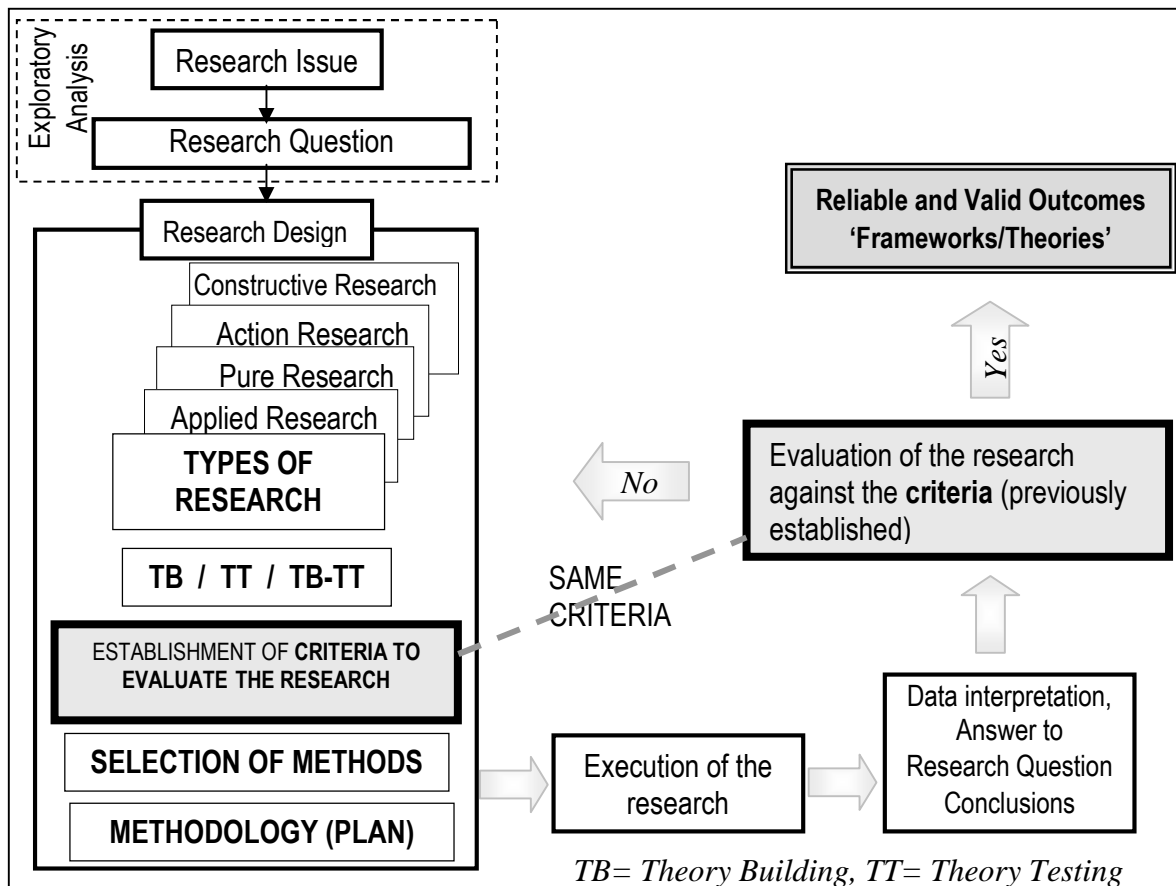 Exploratory
Analysis
Research Issue
Research Question
Research Design
Constructive Research
Action Research
Pure Research
Applied Research
TYPES OF
RESEARCH
TB / TT / TB-TT
ESTABLISHMENT OF CRITERIA TO
EVALUATE THE RESEARCH
SELECTION OF METHODS
METHODOLOGY (PLAN)
Execution of the
research
Data interpretation,
Answer to
Research Question
Conclusions
Evaluation of the research
against the criteria (previously
established)
SAME
CRITERIA
No
Yes
Reliable and Valid Outcomes
‘Frameworks/Theories’
TB= Theory Building, TT= Theory Testing